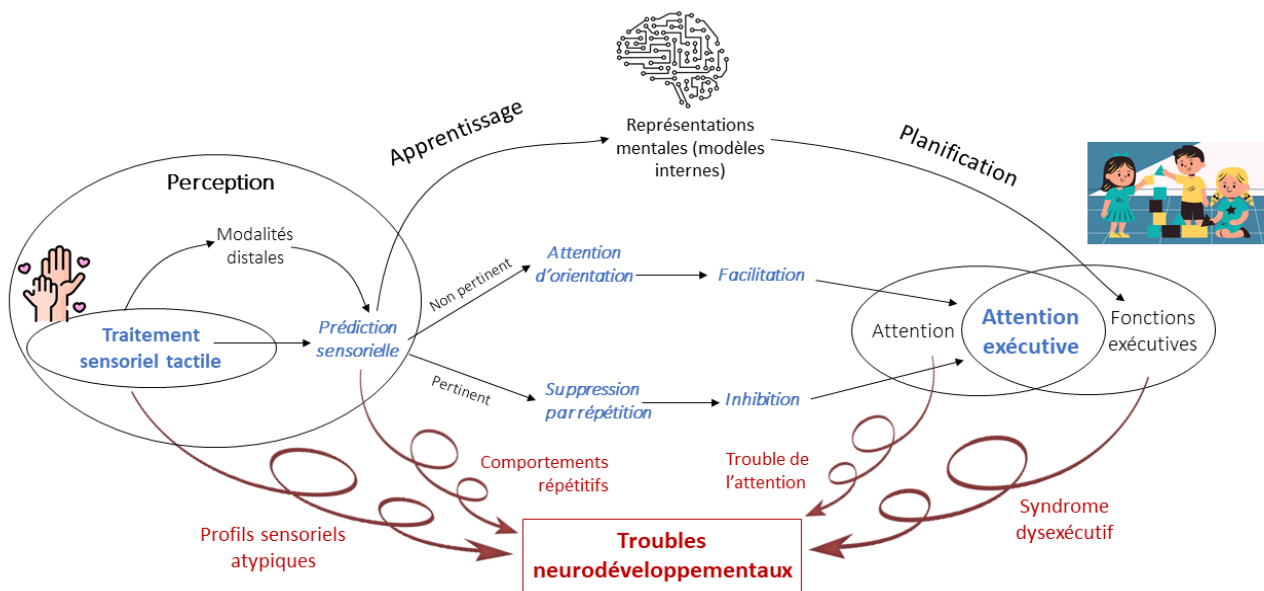 Apprentissage
Représentations
mentales (modèles
internes)
Planification
Perception
Modalités
distales
Traitement
sensoriel tactile
Prédiction
sensorielle
Non pertinent
Pertinent
Attention
d’orientation
Facilitation
Suppression
par répétition
Inhibition
Attention
Attention
exécutive
Fonctions
exécutives
Profils sensoriels
atypiques
Comportements
répétitifs
Trouble de
l’attention
Syndrome
dysexécutif
Troubles
neurodéveloppementaux